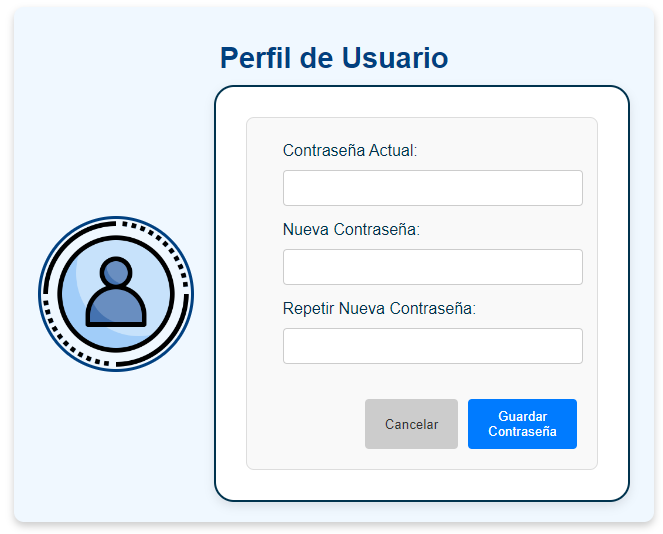 Perfil de Usuario
Contraseña Actual:
Nueva Contraseña:
Repetir Nueva Contraseña:
Cancelar
Guardar
Contraseña